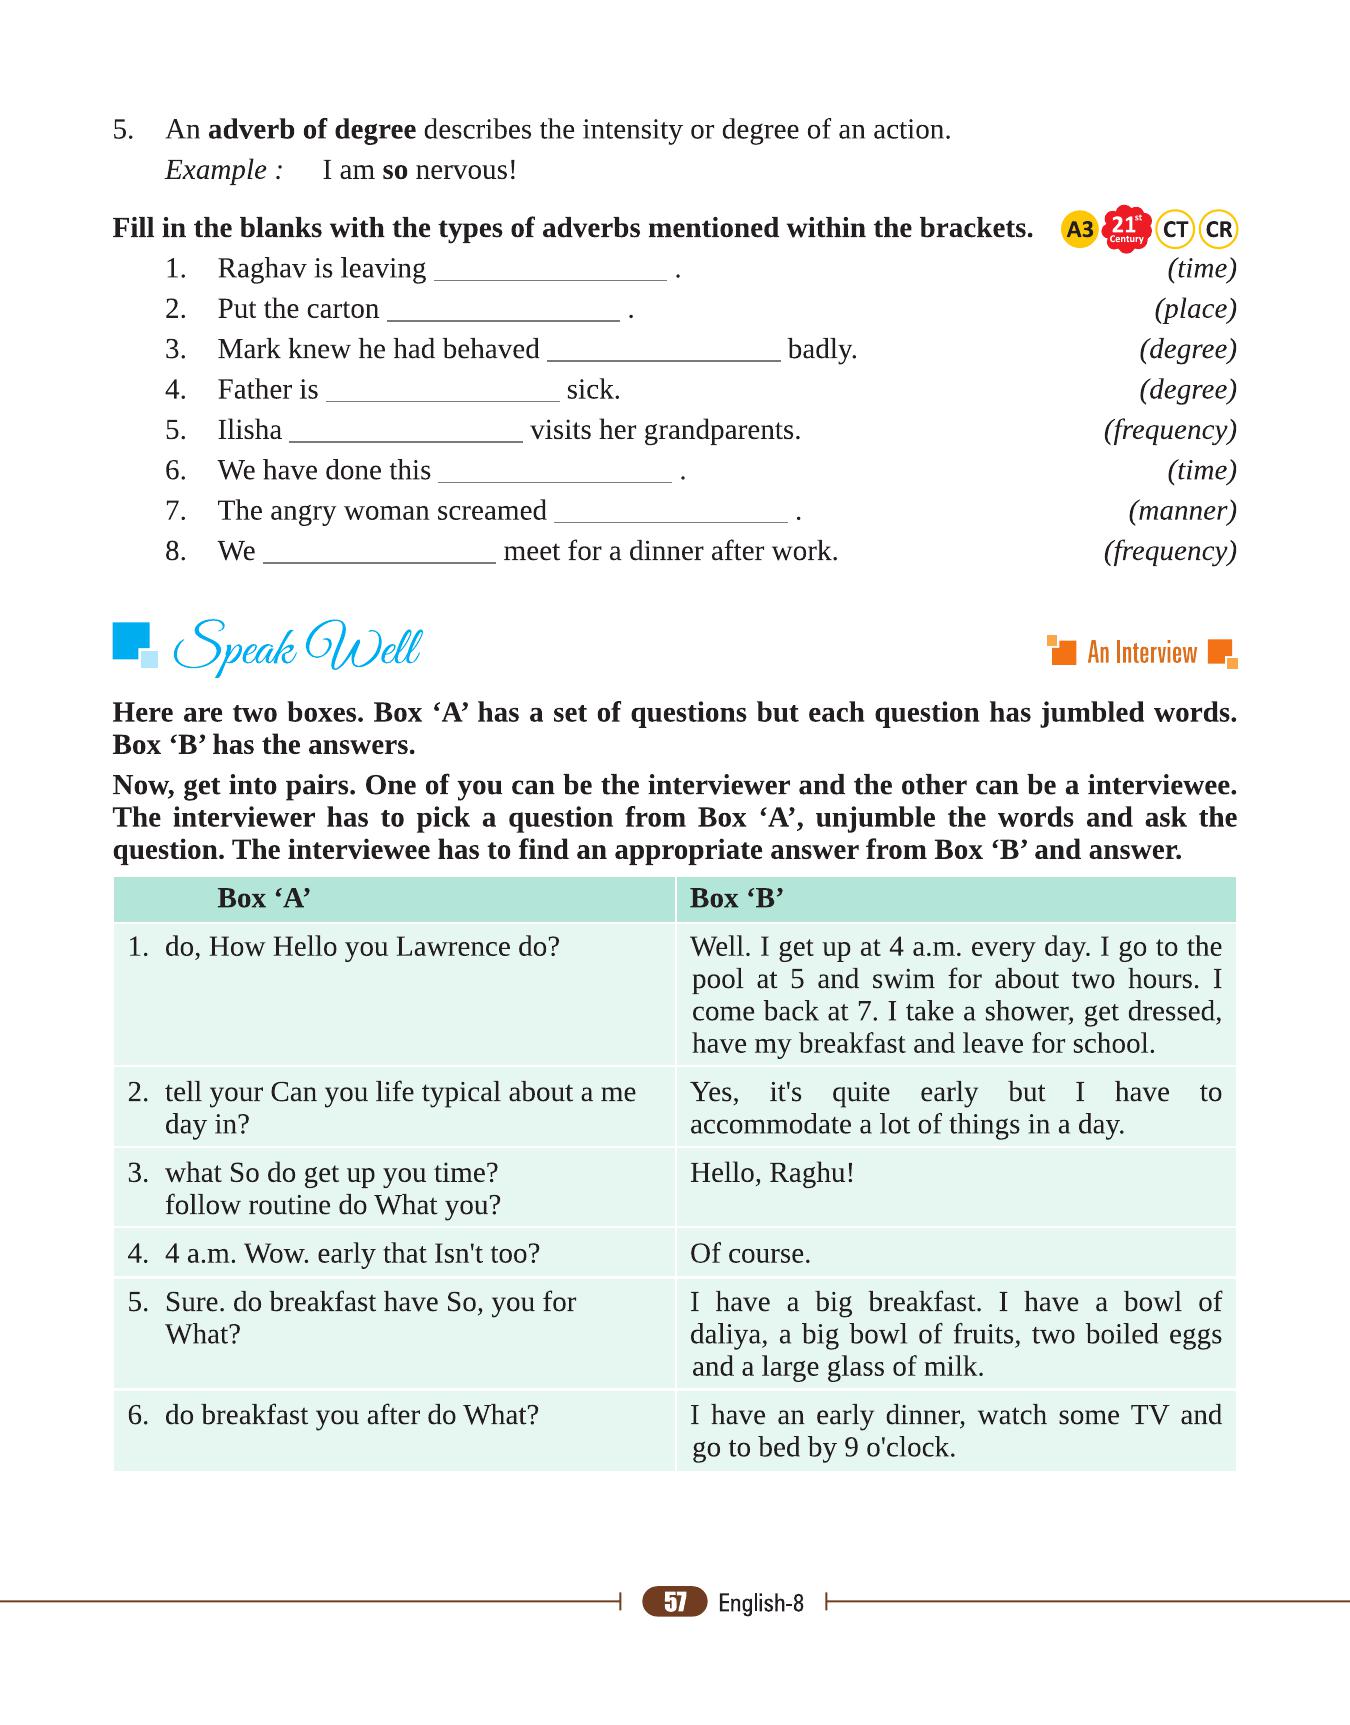 5. An adverb of degree describes the intensity or degree of an action.
Example : I am so nervous!
Fill in the blanks with the types of adverbs mentioned within the brackets. A3 21st Century CT CR
1. Raghav is leaving ________________ . (time)
2. Put the carton ________________ . (place)
3. Mark knew he had behaved ________________ badly. (degree)
4. Father is ________________ sick. (degree)
5. Ilisha ________________ visits her grandparents. (frequency)
6. We have done this ________________ . (time)
7. The angry woman screamed ________________ . (manner)
8. We ________________ meet for a dinner after work. (frequency)
Speak Well
An Interview
Here are two boxes. Box ‘A’ has a set of questions but each question has jumbled words.
Box ‘B’ has the answers.
Now, get into pairs. One of you can be the interviewer and the other can be a interviewee.
The interviewer has to pick a question from Box ‘A’, unjumble the words and ask the
question. The interviewee has to find an appropriate answer from Box ‘B’ and answer.
Box ‘A’
Box ‘B’
1. do, How Hello you Lawrence do?
Well. I get up at 4 a.m. every day. I go to the
pool at 5 and swim for about two hours. I
come back at 7. I take a shower, get dressed,
have my breakfast and leave for school.
2. tell your Can you life typical about a me
day in?
Yes, it's quite early but I have to
accommodate a lot of things in a day.
3. what So do get up you time?
follow routine do What you?
Hello, Raghu!
4. 4 a.m. Wow. early that Isn't too?
Of course.
5. Sure. do breakfast have So, you for
What?
I have a big breakfast. I have a bowl of
daliya, a big bowl of fruits, two boiled eggs
and a large glass of milk.
6. do breakfast you after do What?
I have an early dinner, watch some TV and
go to bed by 9 o'clock.
57 English-8